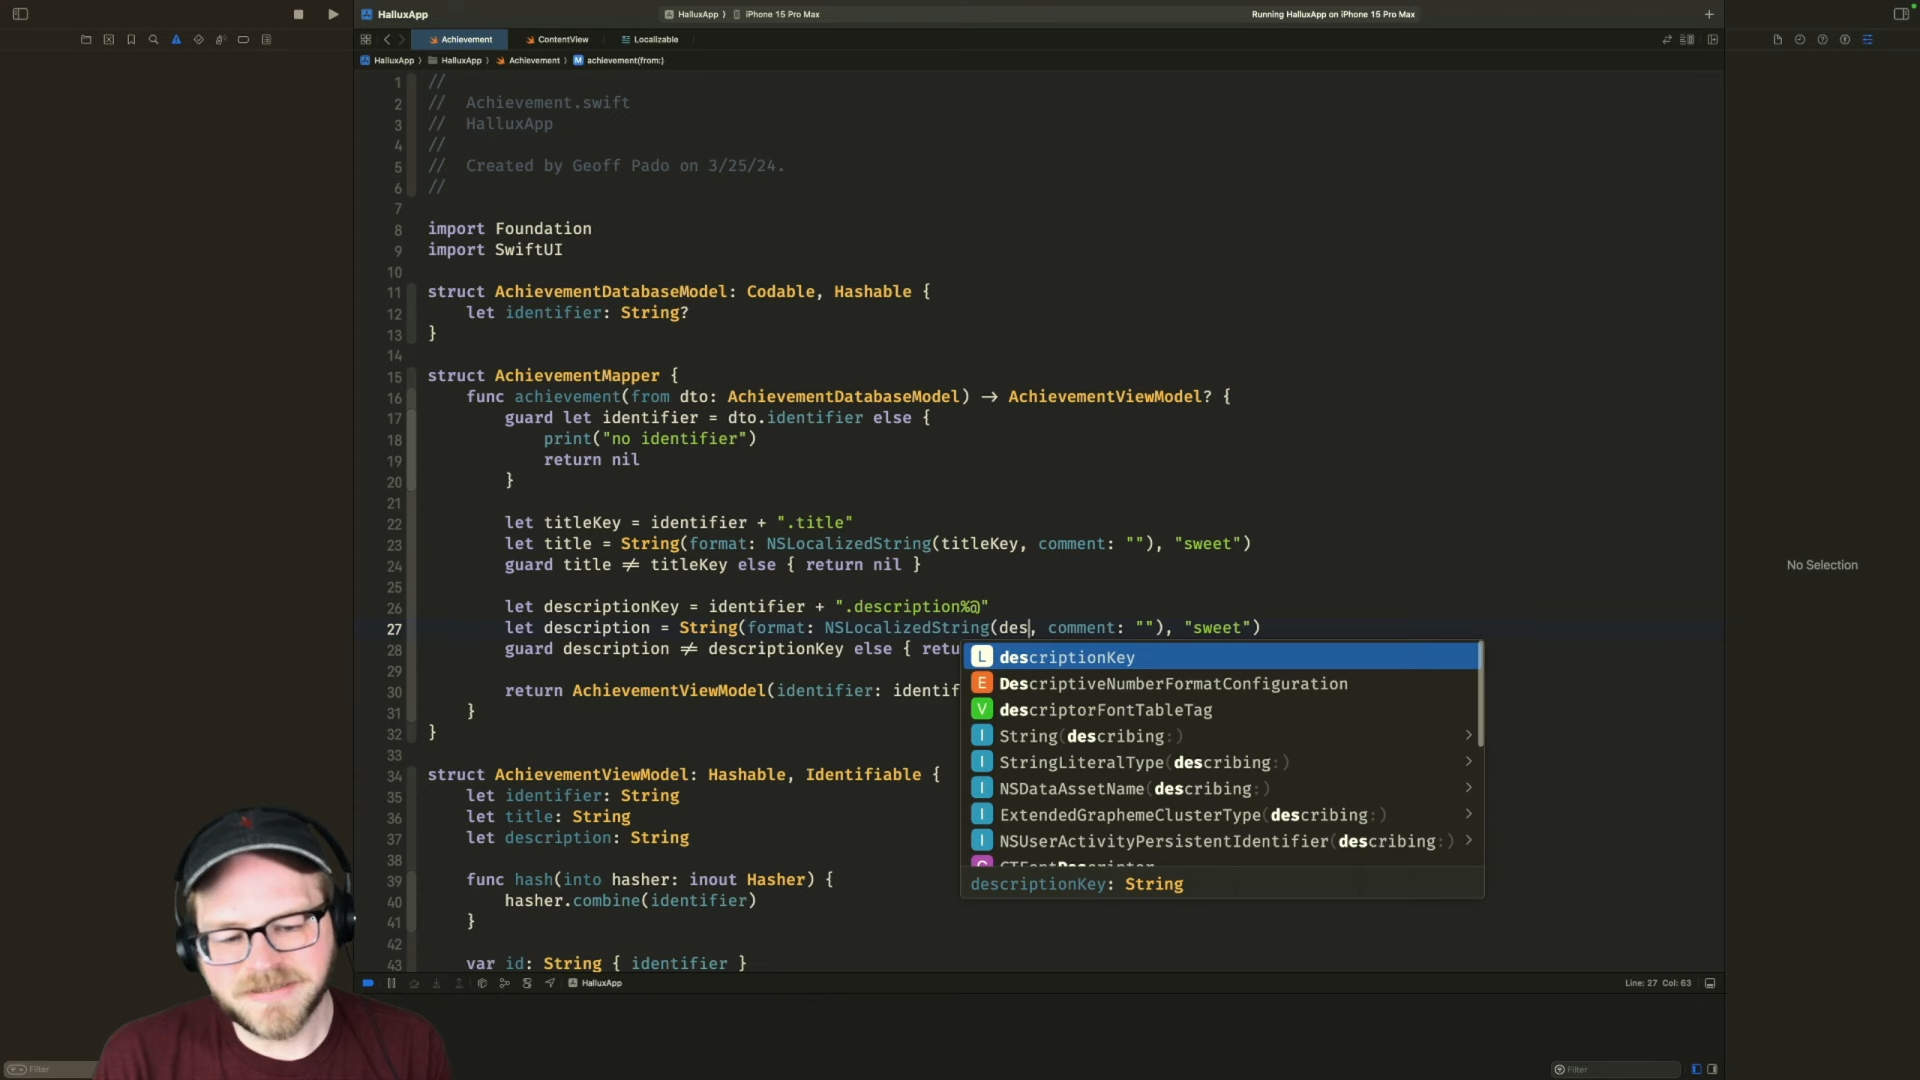 HalluxApp
HalluxApp 〉 iPhone 15 Pro Max
Running HalluxApp on iPhone 15 Pro Max
Achievement
ContentView
Localizable
HalluxApp 〉 HalluxApp 〉 Achievement 〉 M achievement(from:)
1 //
2 // Achievement.swift
3 // HalluxApp
4 //
5 // Created by Geoff Pado on 3/25/24.
6 //
7
8 import Foundation
9 import SwiftUI
10
11 struct AchievementDatabaseModel: Codable, Hashable {
12 let identifier: String?
13 }
14
15 struct AchievementMapper {
16 func achievement(from dto: AchievementDatabaseModel) → AchievementViewModel? {
17 guard let identifier = dto.identifier else {
18 print("no identifier")
19 return nil
20 }
21
22 let titleKey = identifier + ".title"
23 let title = String(format: NSLocalizedString(titleKey, comment: ""), "sweet")
24 guard title ≠ titleKey else { return nil }
25
26 let descriptionKey = identifier + ".description%@"
27 let description = String(format: NSLocalizedString(des, comment: ""), "sweet")
28 guard description ≠ descriptionKey else { retu
29
30 return AchievementViewModel(identifier: identif
31 }
32 }
33
34 struct AchievementViewModel: Hashable, Identifiable {
35 let identifier: String
36 let title: String
37 let description: String
38
39 func hash(into hasher: inout Hasher) {
40 hasher.combine(identifier)
41 }
42
43 var id: String { identifier }
L descriptionKey
E DescriptiveNumberFormatConfiguration
V descriptorFontTableTag
I String(describing:)
I StringLiteralType(describing:)
I NSDataAssetName(describing:)
I ExtendedGraphemeClusterType(describing:)
I NSUserActivityPersistentIdentifier(describing:)
C CTFontDescriptor
descriptionKey: String
No Selection
HalluxApp
Line: 27 Col: 63
Filter
Filter